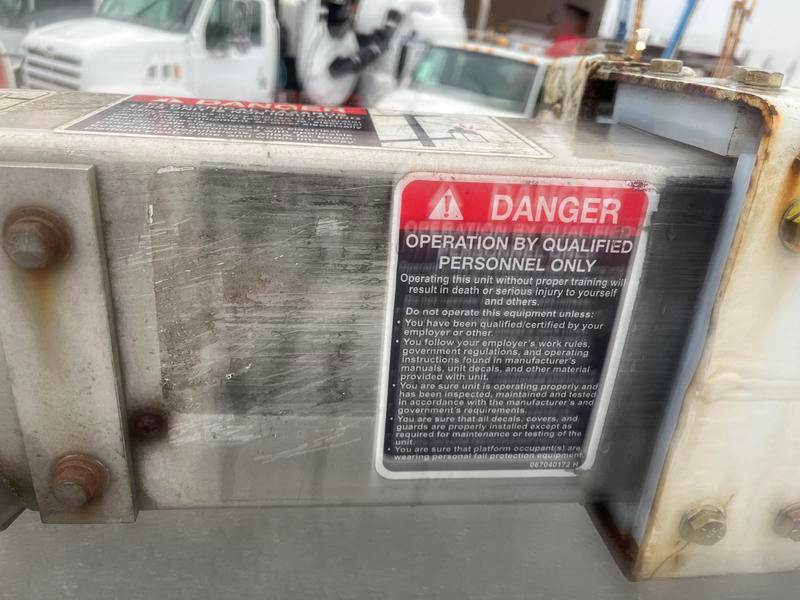 DANGER
DANGER
OPERATION BY QUALIFIED
PERSONNEL ONLY
Operating this unit without proper training will
result in death or serious injury to yourself
and others.
Do not operate this equipment unless:
• You have been qualified/certified by your
employer or other.
• You follow your employer's work rules,
government regulations, and operating
instructions found in manufacturer's
manuals, unit decals, and other material
provided with unit.
• You are sure unit is operating properly and
has been inspected, maintained and tested
in accordance with the manufacturer's and
government's requirements.
• You are sure that all decals, covers, and
guards are properly installed except as
required for maintenance or testing of the
unit.
• You are sure that platform occupant(s) are
wearing personal fall protection equipment.
067040172 H